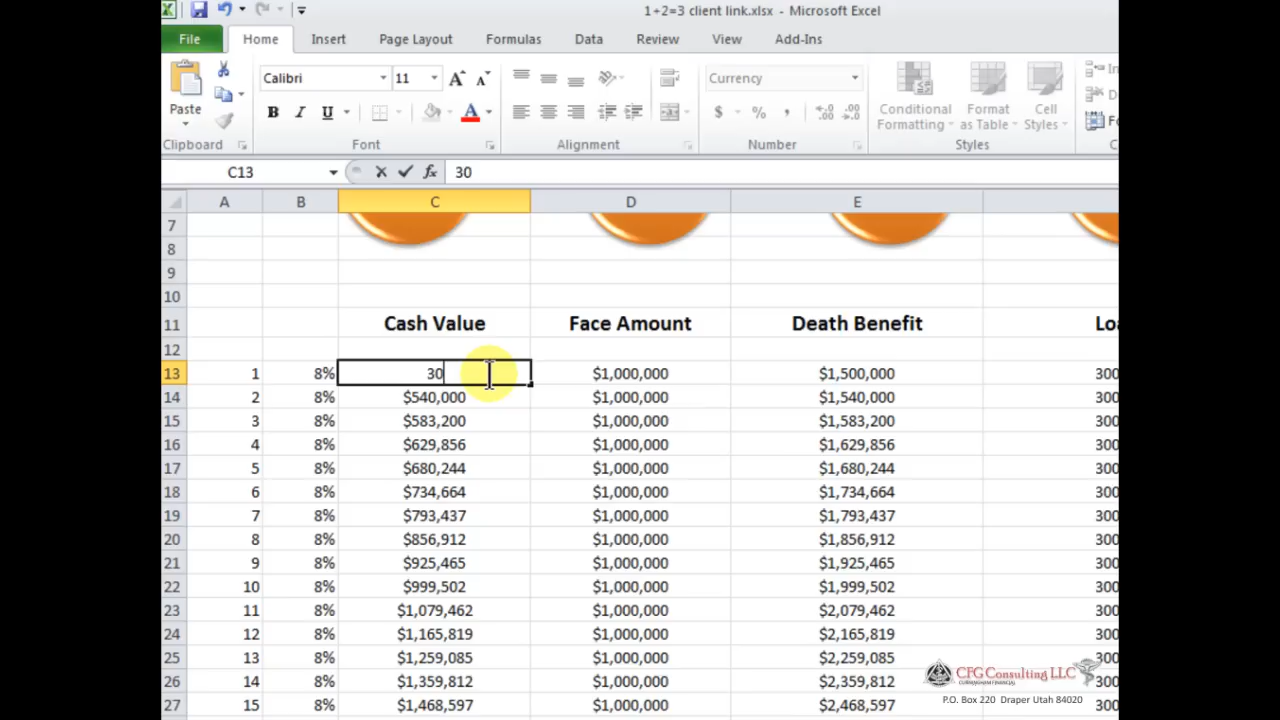 1+2=3 client link.xlsx - Microsoft Excel
File Home Insert Page Layout Formulas Data Review View Add-Ins
Calibri 11 A A Currency
Paste B I U A $ % , .0 .00 .00 .0 Conditional Formatting Format as Table Cell Styles
Clipboard Font Alignment Number Styles
C13 fx 30
A B C D E
7
8
9
10
11 Cash Value Face Amount Death Benefit
12
13 1 8% 30 $1,000,000 $1,500,000 300
14 2 8% $540,000 $1,000,000 $1,540,000 300
15 3 8% $583,200 $1,000,000 $1,583,200 300
16 4 8% $629,856 $1,000,000 $1,629,856 300
17 5 8% $680,244 $1,000,000 $1,680,244 300
18 6 8% $734,664 $1,000,000 $1,734,664 300
19 7 8% $793,437 $1,000,000 $1,793,437 300
20 8 8% $856,912 $1,000,000 $1,856,912 300
21 9 8% $925,465 $1,000,000 $1,925,465 300
22 10 8% $999,502 $1,000,000 $1,999,502 300
23 11 8% $1,079,462 $1,000,000 $2,079,462 300
24 12 8% $1,165,819 $1,000,000 $2,165,819 300
25 13 8% $1,259,085 $1,000,000 $2,259,085 300
26 14 8% $1,359,812 $1,000,000 $2,359,812 300
27 15 8% $1,468,597 $1,000,000 $2,468,597 300
CFG Consulting LLC
P.O. Box 220 Draper Utah 84020